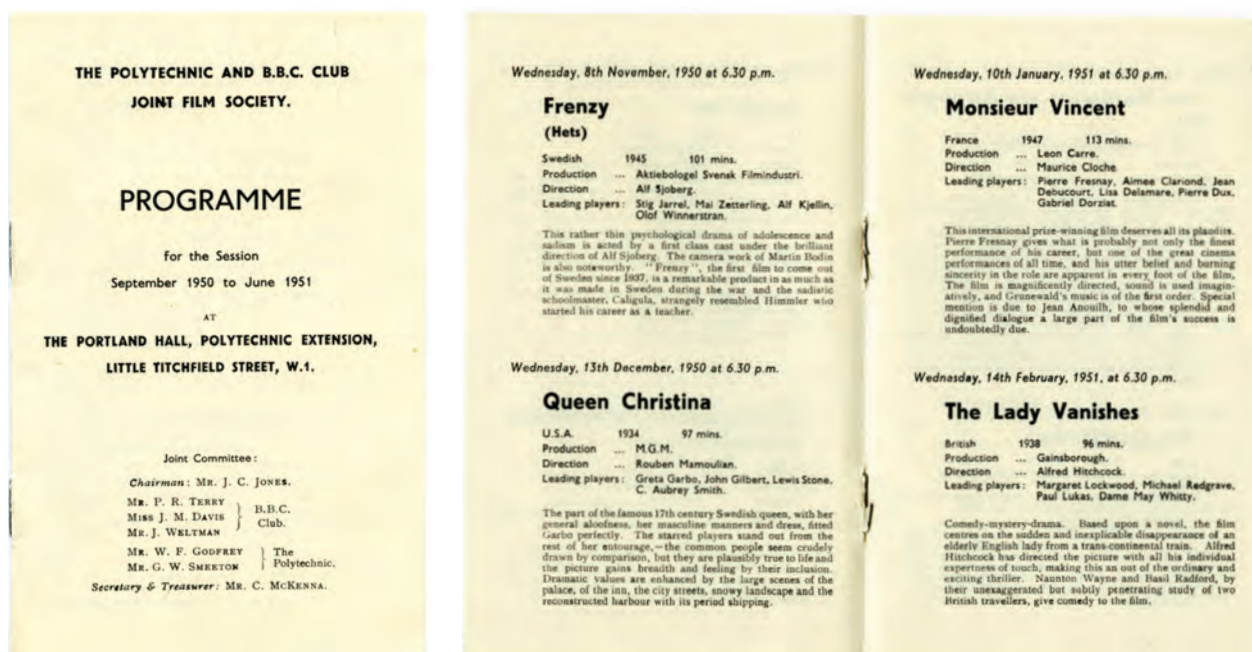 THE POLYTECHNIC AND B.B.C. CLUB
JOINT FILM SOCIETY.
PROGRAMME
for the Session
September 1950 to June 1951
AT
THE PORTLAND HALL, POLYTECHNIC EXTENSION,
LITTLE TITCHFIELD STREET, W.1.
Joint Committee :
Chairman : MR. J. C. JONES.
MR. P. R. TERRY
MISS J. M. DAVIS
MR. J. WELTMAN
B.B.C.
Club.
MR. W. F. GODFREY
MR. G. W. SMEETON
The
Polytechnic.
Secretary & Treasurer : MR. C. MCKENNA.
Wednesday, 8th November, 1950 at 6.30 p.m.
Frenzy
(Hets)
Swedish 1945 101 mins.
Production ... Aktiebologel Svensk Filmindustri.
Direction ... Alf Sjoberg.
Leading players : Stig Jarrel, Mai Zetterling, Alf Kjellin,
Olof Winnerstran.
This rather thin psychological drama of adolescence and
sadism is acted by a first class cast under the brilliant
direction of Alf Sjoberg. The camera work of Martin Bodin
is also noteworthy. "Frenzy", the first film to come out
of Sweden since 1937, is a remarkable product in as much as
it was made in Sweden during the war and the sadistic
schoolmaster, Caligula, strangely resembled Himmler who
started his career as a teacher.
Wednesday, 13th December, 1950 at 6.30 p.m.
Queen Christina
U.S.A. 1934 97 mins.
Production ... M.G.M.
Direction ... Rouben Mamoulian.
Leading players : Greta Garbo, John Gilbert, Lewis Stone,
C. Aubrey Smith.
The part of the famous 17th century Swedish queen, with her
general aloofness, her masculine manners and dress, fitted
Garbo perfectly. The starred players stand out from the
rest of her entourage,—the common people seem crudely
drawn by comparison, but they are plausibly true to life and
the picture gains breadth and feeling by their inclusion.
Dramatic values are enhanced by the large scenes of the
palace, of the inn, the city streets, snowy landscape and the
reconstructed harbour with its period shipping.
Wednesday, 10th January, 1951 at 6.30 p.m.
Monsieur Vincent
France 1947 113 mins.
Production ... Leon Carre.
Direction ... Maurice Cloche.
Leading players : Pierre Fresnay, Aimee Clariond, Jean
Debucourt, Lisa Delamare, Pierre Dux,
Gabriel Dorziat.
This international prize-winning film deserves all its plaudits.
Pierre Fresnay gives what is probably not only the finest
performance of his career, but one of the great cinema
performances of all time, and his utter belief and burning
sincerity in the role are apparent in every foot of the film.
The film is magnificently directed, sound is used imagin-
atively, and Grunewald's music is of the first order. Special
mention is due to Jean Anouilh, to whose splendid and
dignified dialogue a large part of the film's success is
undoubtedly due.
Wednesday, 14th February, 1951, at 6.30 p.m.
The Lady Vanishes
British 1938 96 mins.
Production ... Gainsborough.
Direction ... Alfred Hitchcock.
Leading players : Margaret Lockwood, Michael Redgrave,
Paul Lukas, Dame May Whitty.
Comedy-mystery-drama. Based upon a novel, the film
centres on the sudden and inexplicable disappearance of an
elderly English lady from a trans-continental train. Alfred
Hitchcock has directed the picture with all his individual
expertness of touch, making this an out of the ordinary and
exciting thriller. Naunton Wayne and Basil Radford, by
their unexaggerated but subtly penetrating study of two
British travellers, give comedy to the film.